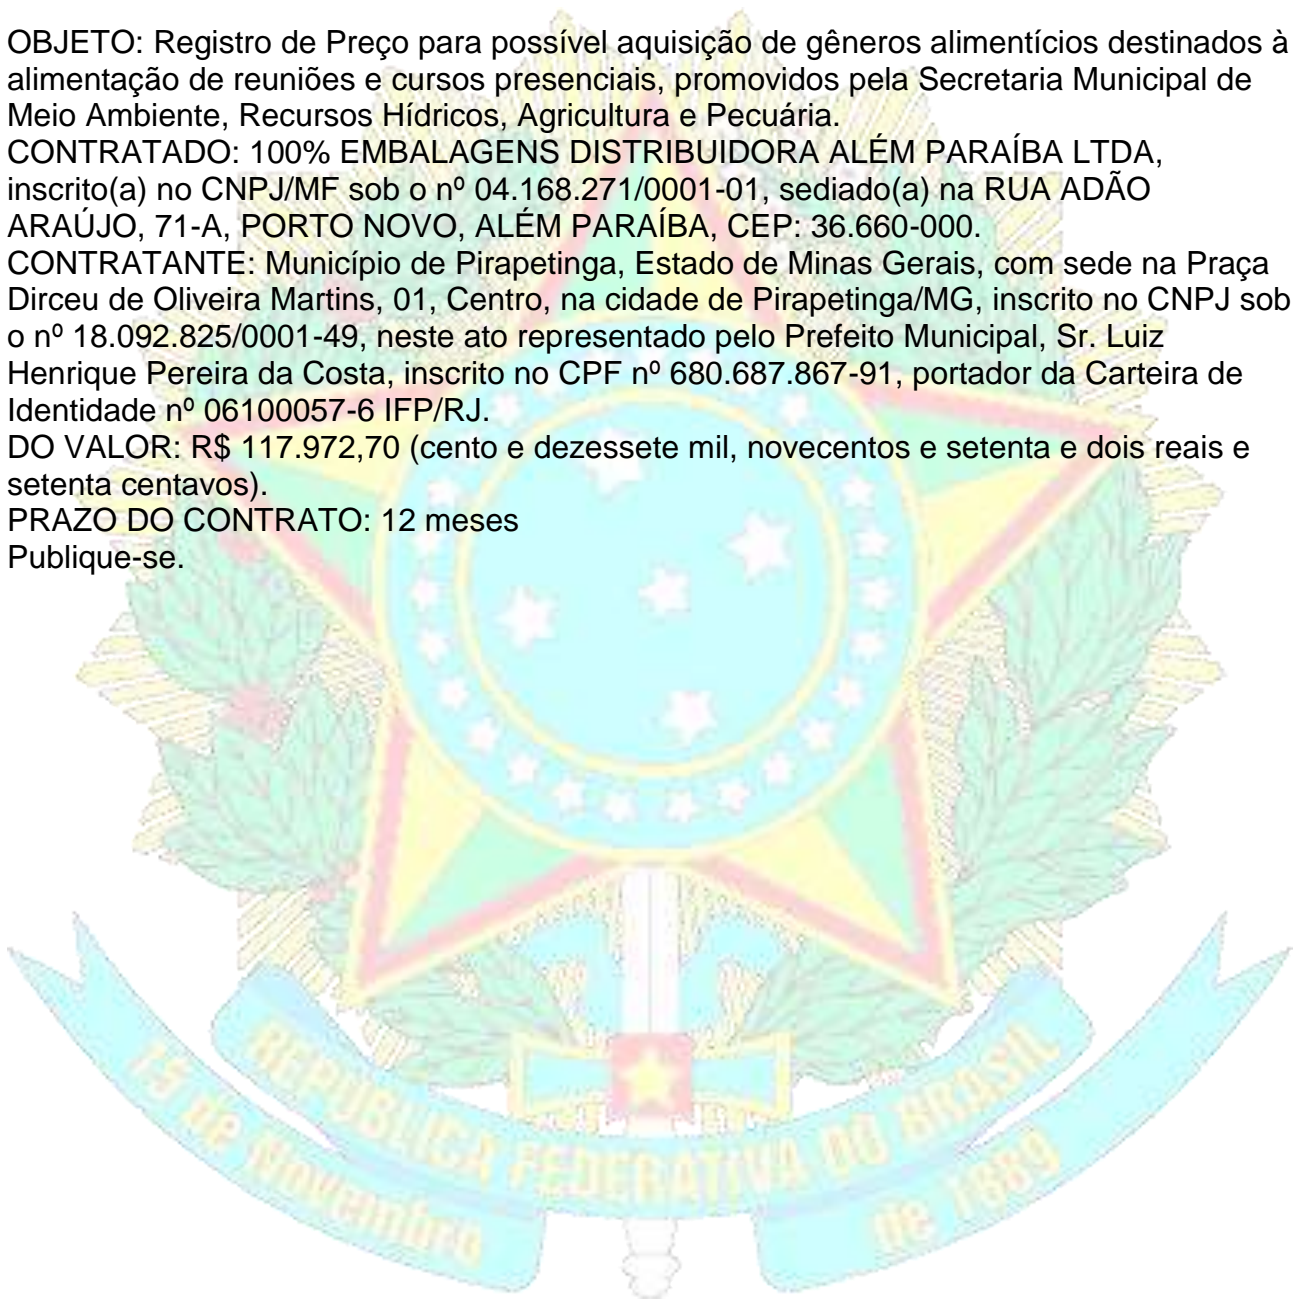 OBJETO: Registro de Preço para possível aquisição de gêneros alimentícios destinados à
alimentação de reuniões e cursos presenciais, promovidos pela Secretaria Municipal de
Meio Ambiente, Recursos Hídricos, Agricultura e Pecuária.
CONTRATADO: 100% EMBALAGENS DISTRIBUIDORA ALÉM PARAÍBA LTDA,
inscrito(a) no CNPJ/MF sob o nº 04.168.271/0001-01, sediado(a) na RUA ADÃO
ARAÚJO, 71-A, PORTO NOVO, ALÉM PARAÍBA, CEP: 36.660-000.
CONTRATANTE: Município de Pirapetinga, Estado de Minas Gerais, com sede na Praça
Dirceu de Oliveira Martins, 01, Centro, na cidade de Pirapetinga/MG, inscrito no CNPJ sob
o nº 18.092.825/0001-49, neste ato representado pelo Prefeito Municipal, Sr. Luiz
Henrique Pereira da Costa, inscrito no CPF nº 680.687.867-91, portador da Carteira de
Identidade nº 06100057-6 IFP/RJ.
DO VALOR: R$ 117.972,70 (cento e dezessete mil, novecentos e setenta e dois reais e
setenta centavos).
PRAZO DO CONTRATO: 12 meses
Publique-se.
REPÚBLICA FEDERATIVA DO BRASIL
15 de Novembro
de 1889